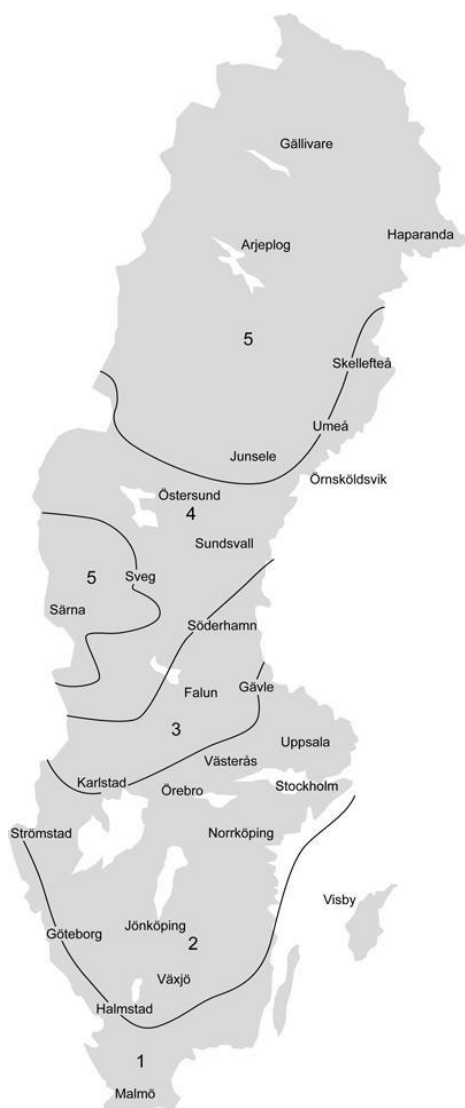 Gällivare
Haparanda
Arjeplog
5
Skellefteå
Umeå
Junsele
Örnsköldsvik
Östersund
4
Sundsvall
5
Sveg
Särna
Söderhamn
Gävle
Falun
3
Uppsala
Västerås
Karlstad
Stockholm
Örebro
Strömstad
Norrköping
Visby
Jönköping
Göteborg
2
Växjö
Halmstad
1
Malmö